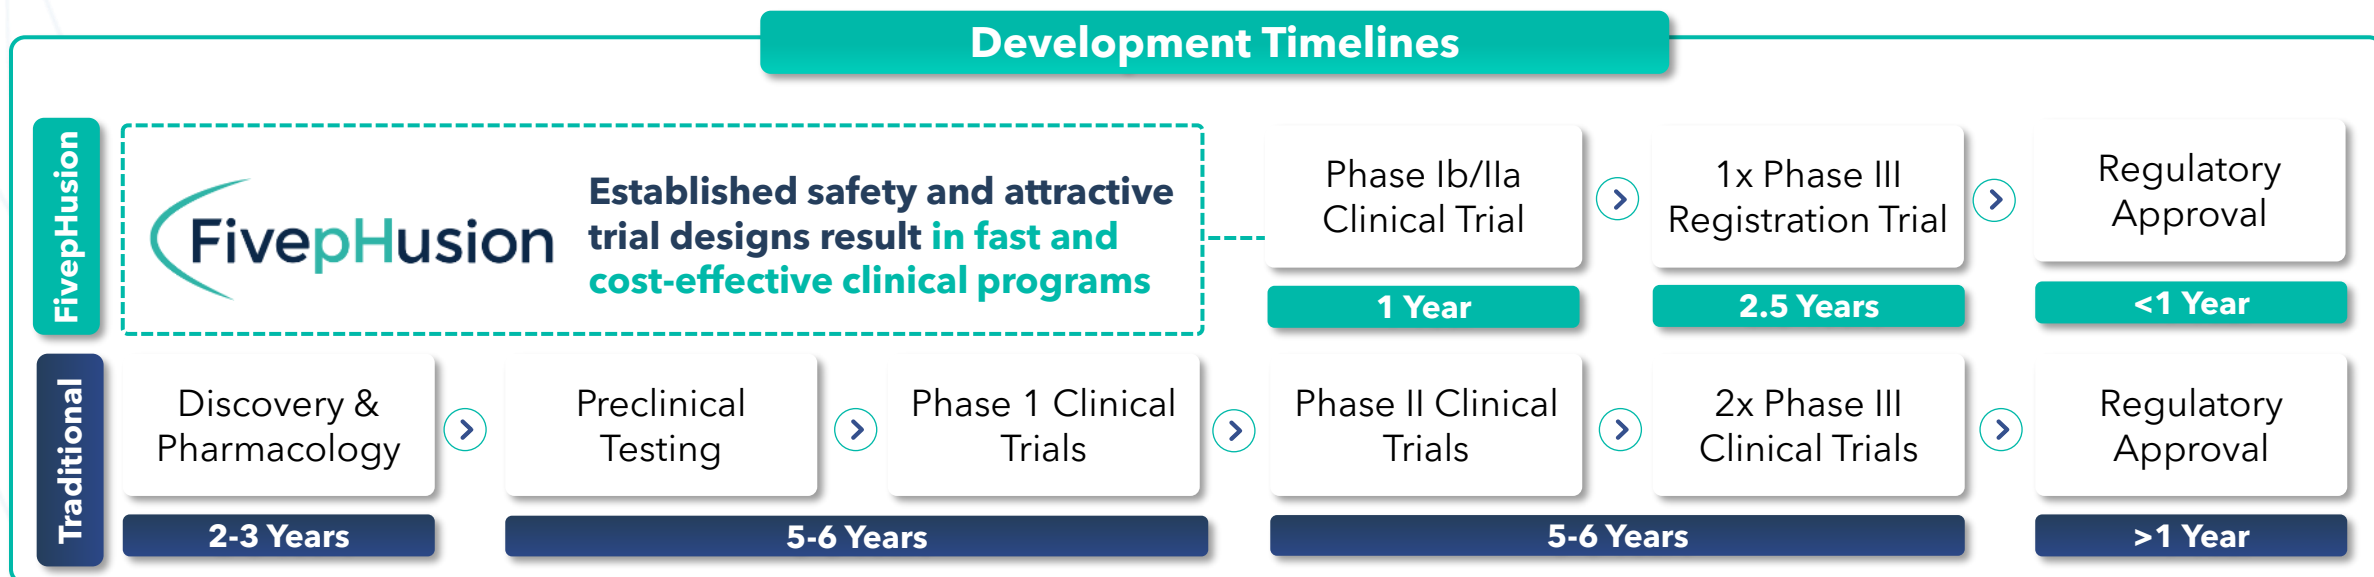 Development Timelines
FivepHusion
FivepHusion
Established safety and attractive
trial designs result in fast and
cost-effective clinical programs
Phase Ib/IIa
Clinical Trial
1 Year
1x Phase III
Registration Trial
2.5 Years
Regulatory
Approval
<1 Year
Traditional
Discovery &
Pharmacology
2-3 Years
Preclinical
Testing
Phase 1 Clinical
Trials
5-6 Years
Phase II Clinical
Trials
2x Phase III
Clinical Trials
5-6 Years
Regulatory
Approval
>1 Year